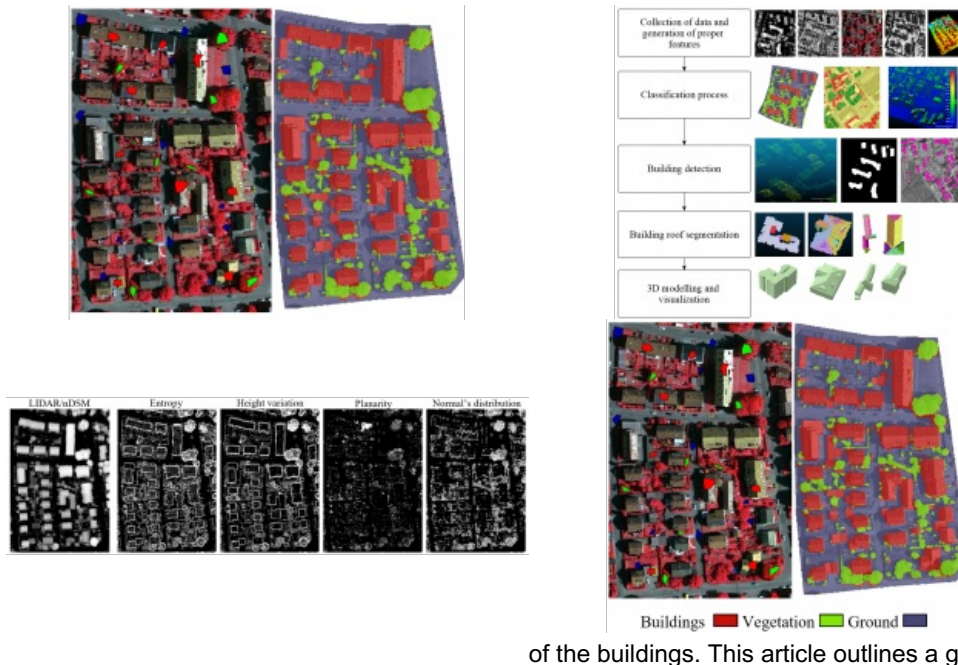 Collection of data and
generation of proper
features
Classification process
Building detection
Building roof segmentation
3D modelling and
visualization
LIDAR/nDSM Entropy Height variation Planarity Normal's distribution
Buildings Vegetation Ground
of the buildings. This article outlines a g